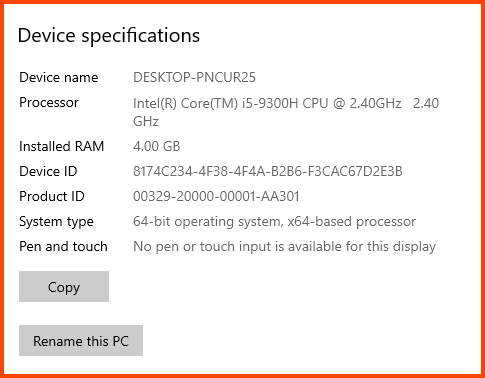 Device specifications
Device name DESKTOP-PNCUR25
Processor Intel(R) Core(TM) i5-9300H CPU @ 2.40GHz 2.40
GHz
Installed RAM 4.00 GB
Device ID 8174C234-4F38-4F4A-B2B6-F3CAC67D2E3B
Product ID 00329-20000-00001-AA301
System type 64-bit operating system, x64-based processor
Pen and touch No pen or touch input is available for this display
Copy
Rename this PC